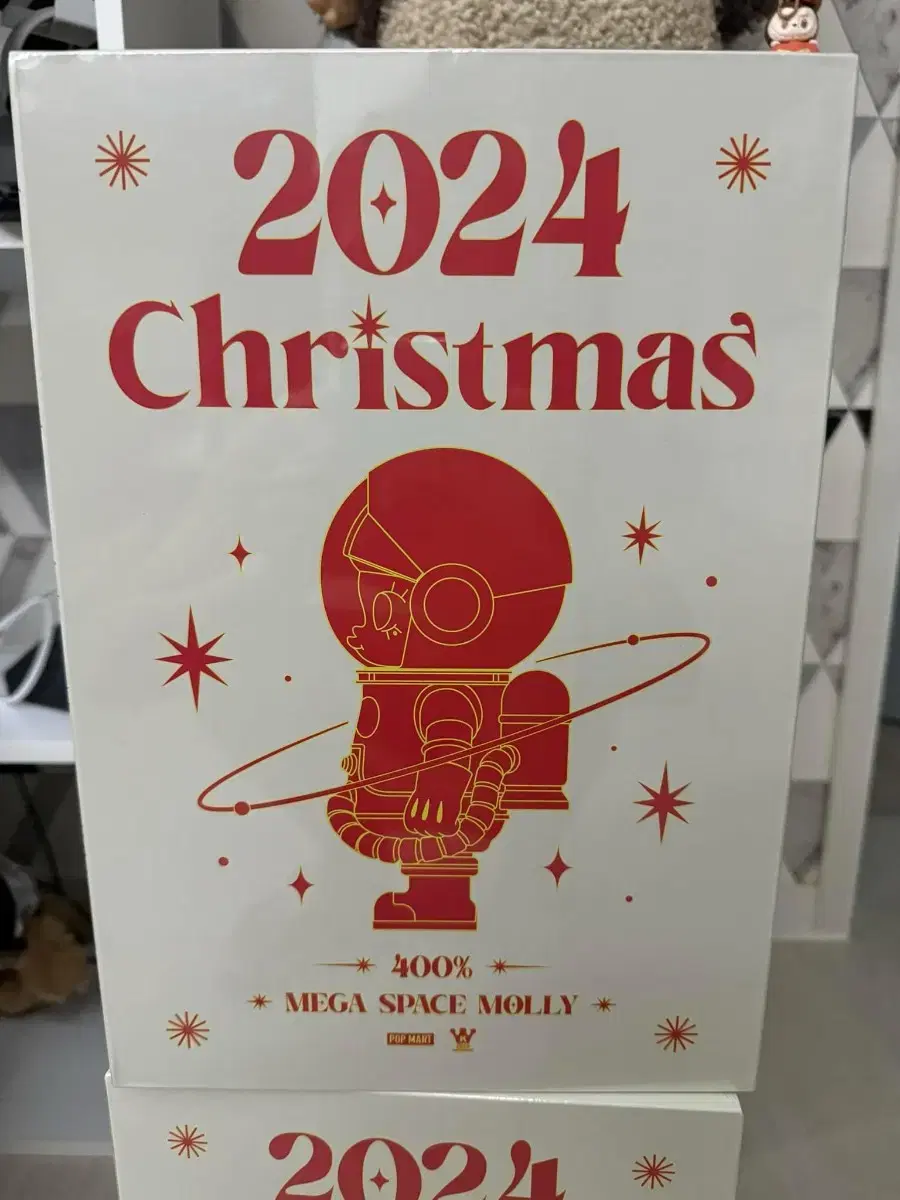 2024
Christmas
400%
MEGA SPACE MOLLY
POP MART
2024